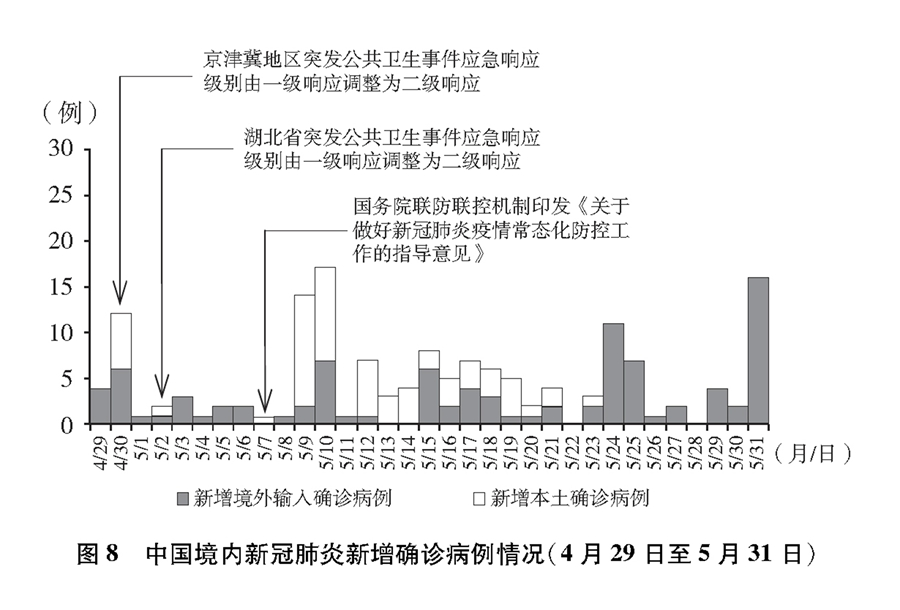 京津冀地区突发公共卫生事件应急响应
级别由一级响应调整为二级响应
（例）
湖北省突发公共卫生事件应急响应
级别由一级响应调整为二级响应
国务院联防联控机制印发《关于
做好新冠肺炎疫情常态化防控工
作的指导意见》
30
25
20
15
10
5
0
4/29 4/30 5/1 5/2 5/3 5/4 5/5 5/6 5/7 5/8 5/9 5/10 5/11 5/12 5/13 5/14 5/15 5/16 5/17 5/18 5/19 5/20 5/21 5/22 5/23 5/24 5/25 5/26 5/27 5/28 5/29 5/30 5/31 （月/日）
新增境外输入确诊病例 新增本土确诊病例
图8 中国境内新冠肺炎新增确诊病例情况（4月29日至5月31日）